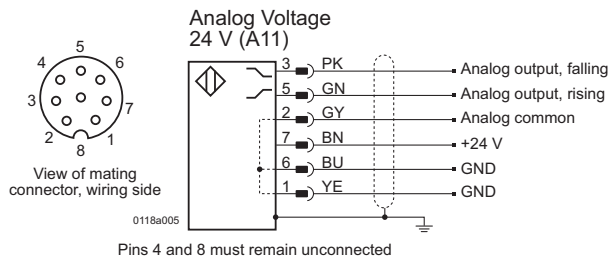 Analog Voltage
24 V (A11)
5
4 6
3 7
2 1
8
View of mating
connector, wiring side
3 PK Analog output, falling
5 GN Analog output, rising
2 GY Analog common
7 BN +24 V
6 BU GND
1 YE GND
0118a005
Pins 4 and 8 must remain unconnected